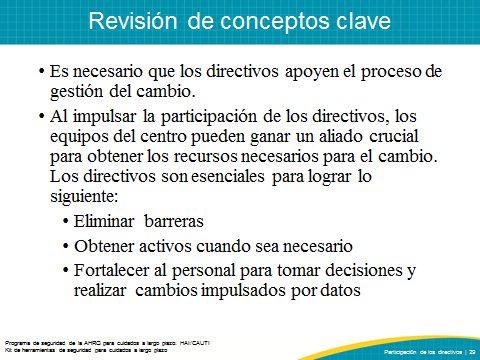 Revisión de conceptos clave
• Es necesario que los directivos apoyen el proceso de
gestión del cambio.
• Al impulsar la participación de los directivos, los
equipos del centro pueden ganar un aliado crucial
para obtener los recursos necesarios para el cambio.
Los directivos son esenciales para lograr lo
siguiente:
• Eliminar barreras
• Obtener activos cuando sea necesario
• Fortalecer al personal para tomar decisiones y
realizar cambios impulsados por datos
Programa de seguridad de la AHRQ para cuidados a largo plazo: HAI/CAUTI
Kit de herramientas de seguridad para cuidados a largo plazo
Participación de los directivos | 29